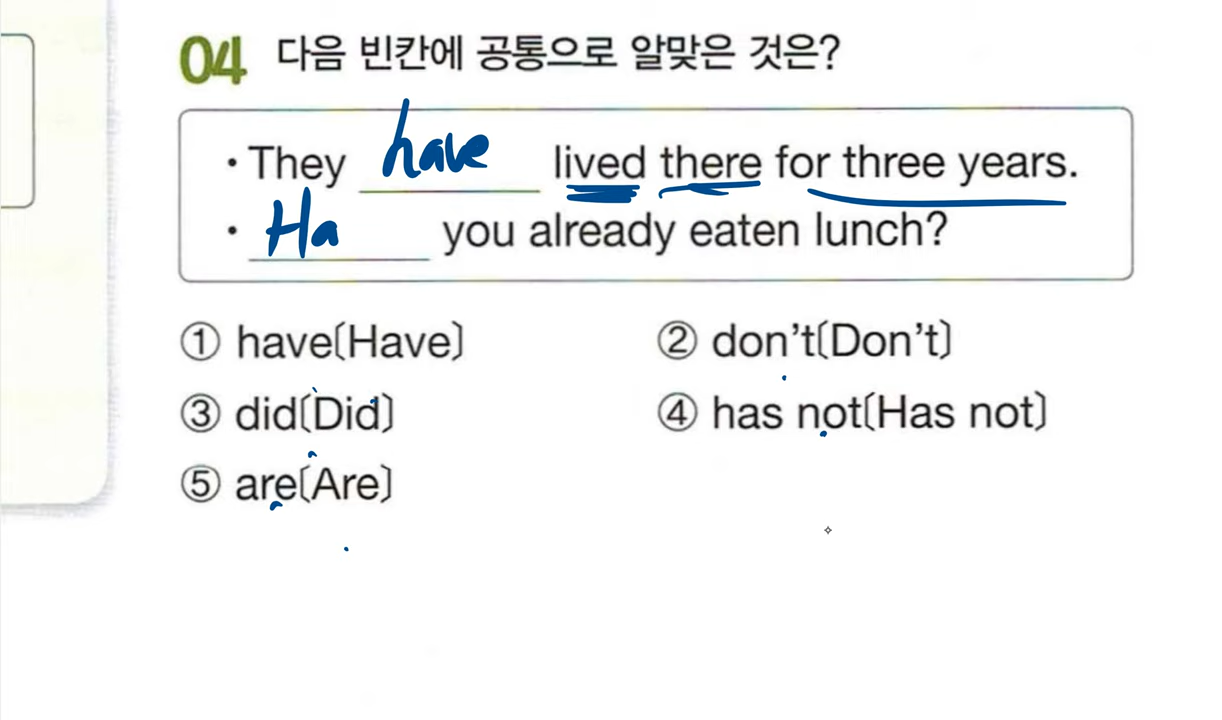 04 다음 빈칸에 공통으로 알맞은 것은?
• They have lived there for three years.
• Ha you already eaten lunch?
① have[Have]
② don't[Don't]
③ did[Did]
④ has not[Has not]
⑤ are[Are]